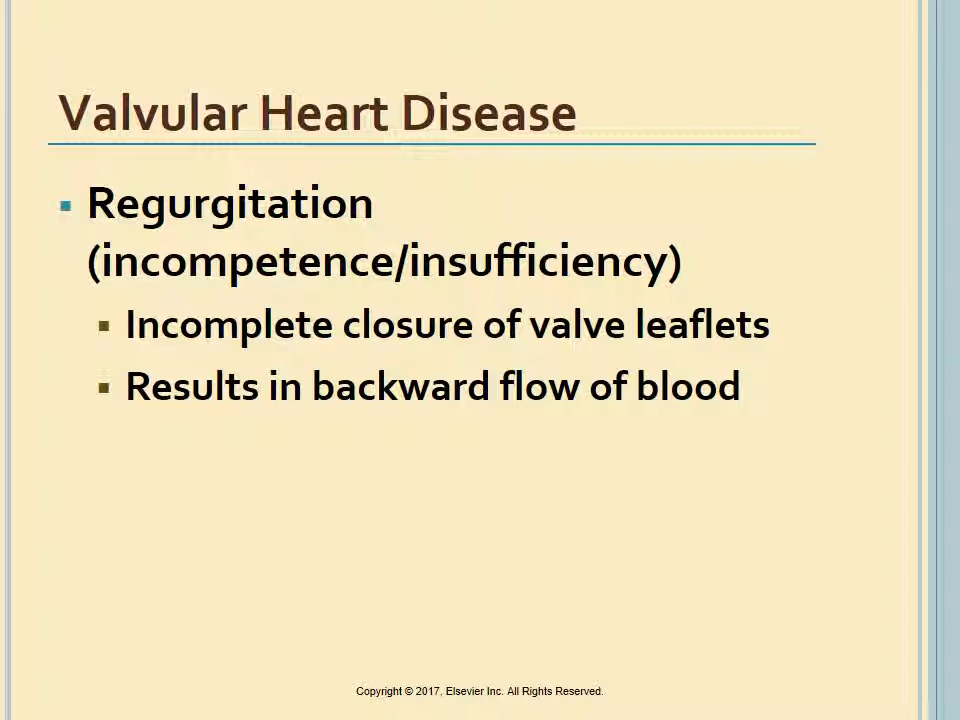 Valvular Heart Disease
Regurgitation
(incompetence/insufficiency)
Incomplete closure of valve leaflets
Results in backward flow of blood
Copyright © 2017, Elsevier Inc. All Rights Reserved.